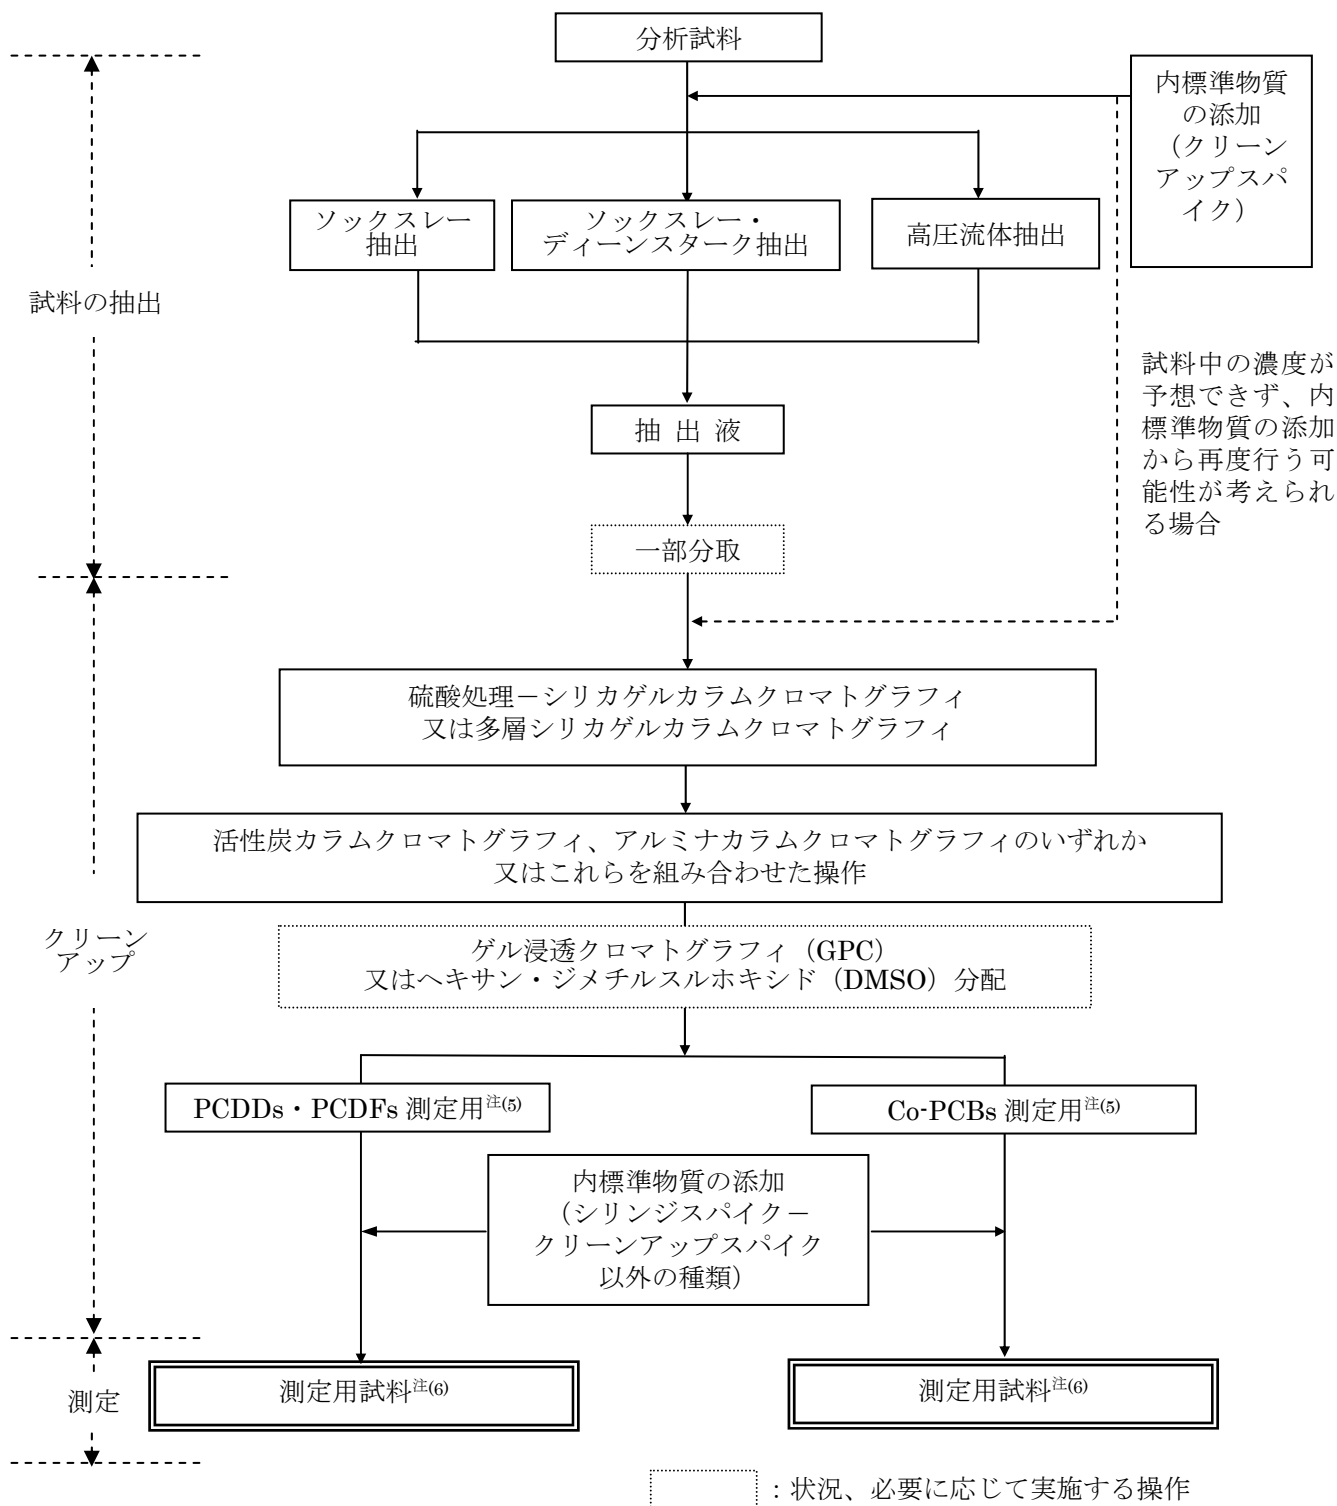 分析試料
内標準物質
の添加
（クリーン
アップスパ
イク）
ソックスレー
抽出
ソックスレー・
ディーンスターク抽出
高圧流体抽出
試料の抽出
試料中の濃度が
予想できず、内
標準物質の添加
から再度行う可
能性が考えられ
る場合
抽 出 液
一部分取
硫酸処理－シリカゲルカラムクロマトグラフィ
又は多層シリカゲルカラムクロマトグラフィ
活性炭カラムクロマトグラフィ、アルミナカラムクロマトグラフィのいずれか
又はこれらを組み合わせた操作
クリーン
アップ
ゲル浸透クロマトグラフィ（GPC）
又はヘキサン・ジメチルスルホキシド（DMSO）分配
PCDDs・PCDFs 測定用注(5)
Co-PCBs 測定用注(5)
内標準物質の添加
（シリンジスパイク－
クリーンアップスパイク
以外の種類）
測定
測定用試料注(6)
測定用試料注(6)
：状況、必要に応じて実施する操作